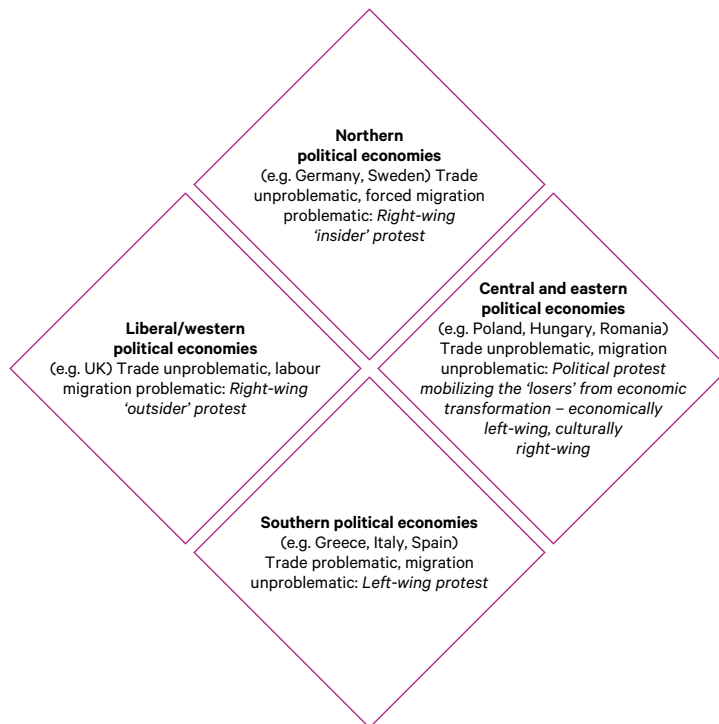 Northern
political economies
(e.g. Germany, Sweden) Trade
unproblematic, forced migration
problematic: Right-wing
‘insider’ protest
Liberal/western
political economies
(e.g. UK) Trade unproblematic, labour
migration problematic: Right-wing
‘outsider’ protest
Central and eastern
political economies
(e.g. Poland, Hungary, Romania)
Trade unproblematic, migration
unproblematic: Political protest
mobilizing the ‘losers’ from economic
transformation – economically
left-wing, culturally
right-wing
Southern political economies
(e.g. Greece, Italy, Spain)
Trade problematic, migration
unproblematic: Left-wing protest